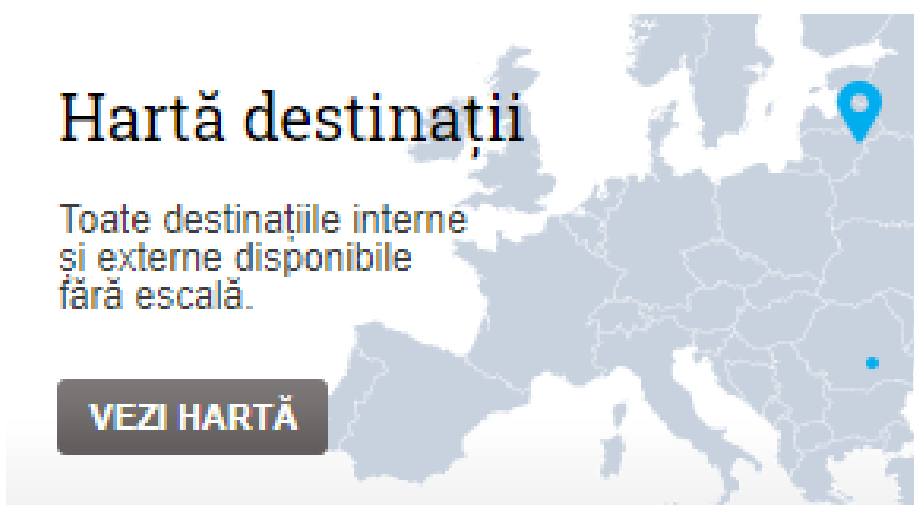 Hartă destinații
Toate destinațiile interne
și externe disponibile
fără escală.
VEZI HARTĂ